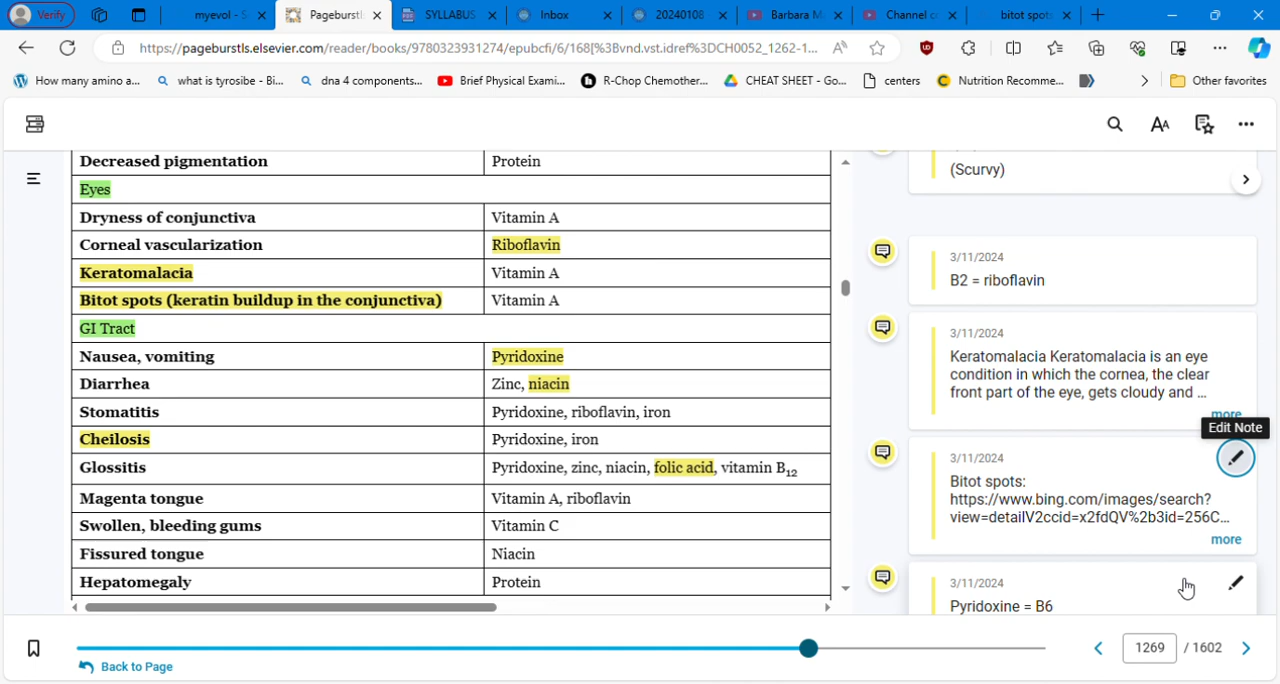 Verify
myevol - S
Pageburst
SYLLABUS
Inbox
20240108
Barbara M
Channel c
bitot spots
https://pageburstls.elsevier.com/reader/books/9780323931274/epubcfi/6/168[%3Bvnd.vst.idref%3DCH0052_1262-1...
How many amino a...
what is tyrosibe - Bi...
dna 4 components...
Brief Physical Exami...
R-Chop Chemother...
CHEAT SHEET - Go...
centers
Nutrition Recomme...
Other favorites
Decreased pigmentation Protein
Eyes
Dryness of conjunctiva Vitamin A
Corneal vascularization Riboflavin
Keratomalacia Vitamin A
Bitot spots (keratin buildup in the conjunctiva) Vitamin A
GI Tract
Nausea, vomiting Pyridoxine
Diarrhea Zinc, niacin
Stomatitis Pyridoxine, riboflavin, iron
Cheilosis Pyridoxine, iron
Glossitis Pyridoxine, zinc, niacin, folic acid, vitamin B12
Magenta tongue Vitamin A, riboflavin
Swollen, bleeding gums Vitamin C
Fissured tongue Niacin
Hepatomegaly Protein
(Scurvy)
3/11/2024
B2 = riboflavin
3/11/2024
Keratomalacia Keratomalacia is an eye
condition in which the cornea, the clear
front part of the eye, gets cloudy and ...
more
Edit Note
3/11/2024
Bitot spots:
https://www.bing.com/images/search?
view=detailV2ccid=x2fdQV%2b3id=256C...
more
3/11/2024
Pyridoxine = B6
Back to Page
1269 / 1602